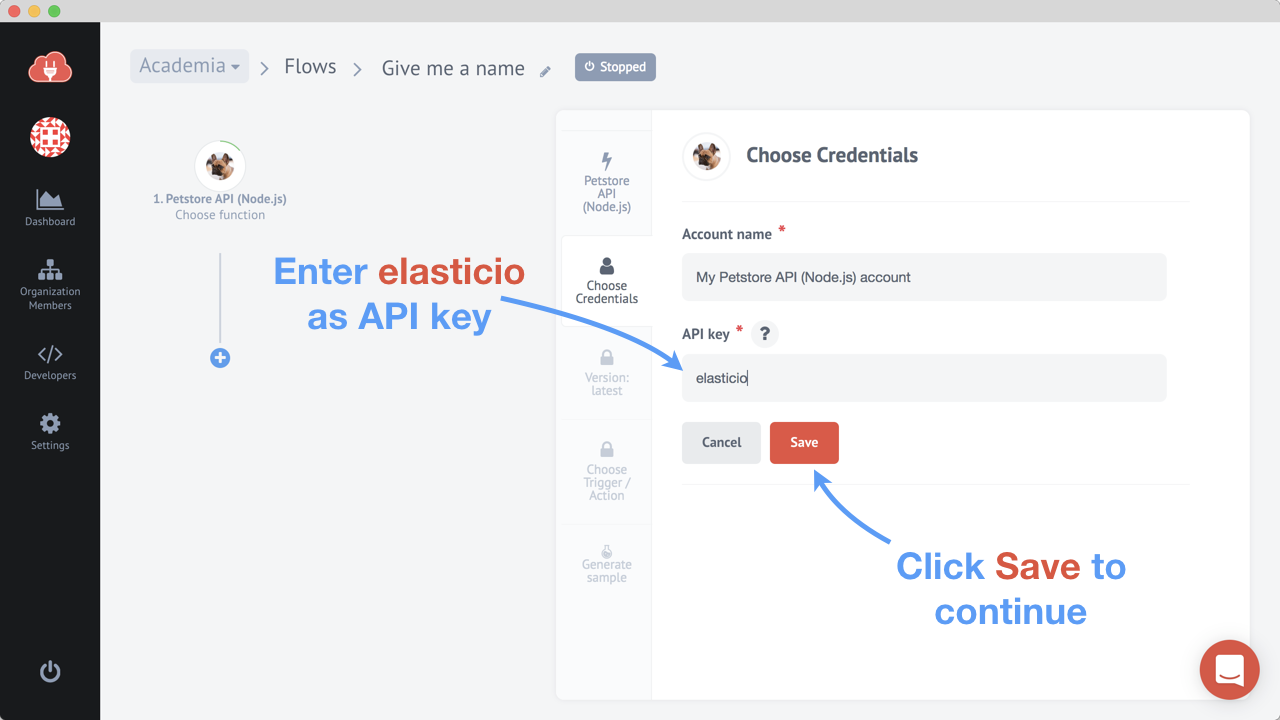 Academia
Flows
Give me a name
Stopped
Dashboard
Organization
Members
Developers
Settings
1. Petstore API (Node.js)
Choose function
Enter elasticio
as API key
Petstore
API
(Node.js)
Choose
Credentials
Version:
latest
Choose
Trigger /
Action
Generate
sample
Choose Credentials
Account name *
My Petstore API (Node.js) account
API key * ?
elasticio
Cancel
Save
Click Save to
continue